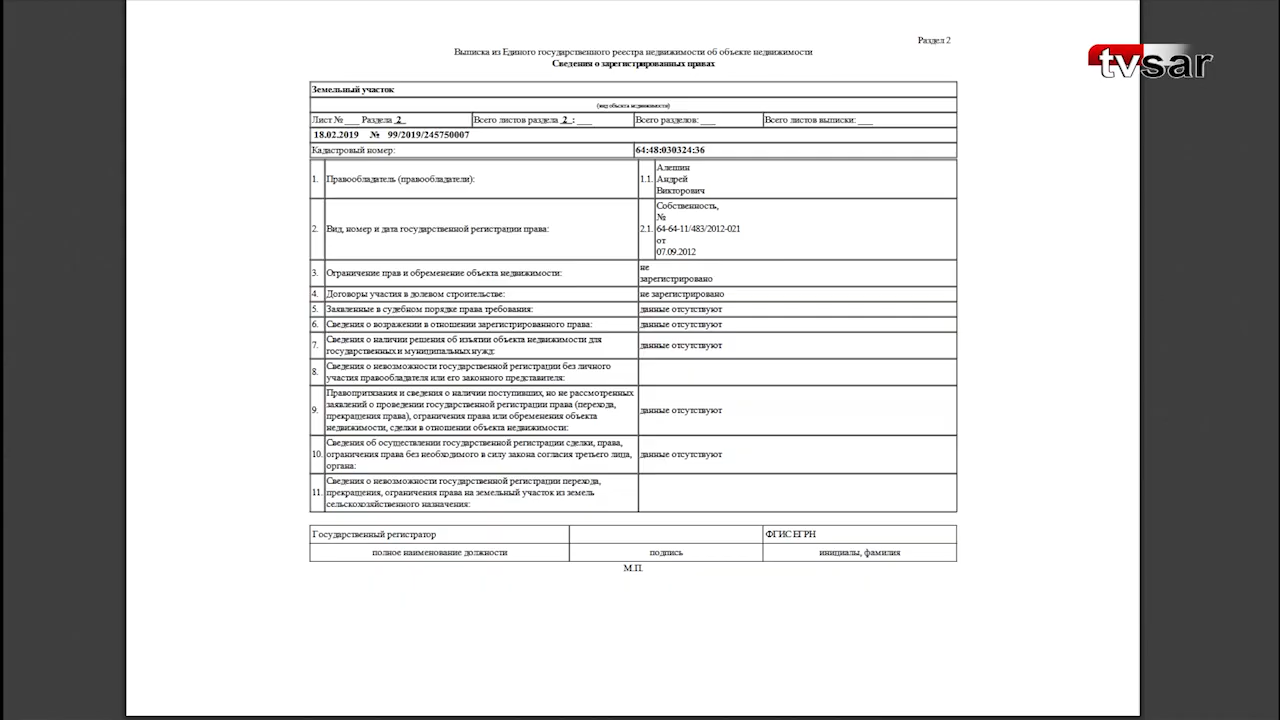 Раздел 2
tvsar
Выписка из Единого государственного реестра недвижимости об объекте недвижимости
Сведения о зарегистрированных правах
Земельный участок
(вид объекта недвижимости)
Лист № ___ Раздела 2 Всего листов раздела 2 : ___ Всего разделов: ___ Всего листов выписки: ___
18.02.2019 № 99/2019/245750007
Кадастровый номер: 64:48:030324:36
1. Правообладатель (правообладатели): 1.1. Алешин
Андрей
Викторович
2. Вид, номер и дата государственной регистрации права: 2.1. Собственность,
№
64-64-11/483/2012-021
от
07.09.2012
3. Ограничение прав и обременение объекта недвижимости: не
зарегистрировано
4. Договоры участия в долевом строительстве: не зарегистрировано
5. Заявленные в судебном порядке права требования: данные отсутствуют
6. Сведения о возражении в отношении зарегистрированного права: данные отсутствуют
7. Сведения о наличии решения об изъятии объекта недвижимости для
государственных и муниципальных нужд: данные отсутствуют
8. Сведения о невозможности государственной регистрации без личного
участия правообладателя или его законного представителя:
9. Правопритязания и сведения о наличии поступивших, но не рассмотренных
заявлений о проведении государственной регистрации права (перехода,
прекращения права), ограничения права или обременения объекта
недвижимости, сделки в отношении объекта недвижимости: данные отсутствуют
10. Сведения об осуществлении государственной регистрации сделки, права,
ограничения права без необходимого в силу закона согласия третьего лица,
органа: данные отсутствуют
11. Сведения о невозможности государственной регистрации перехода,
прекращения, ограничения права на земельный участок из земель
сельскохозяйственного назначения:
Государственный регистратор ФГИС ЕГРН
полное наименование должности подпись инициалы, фамилия
М.П.